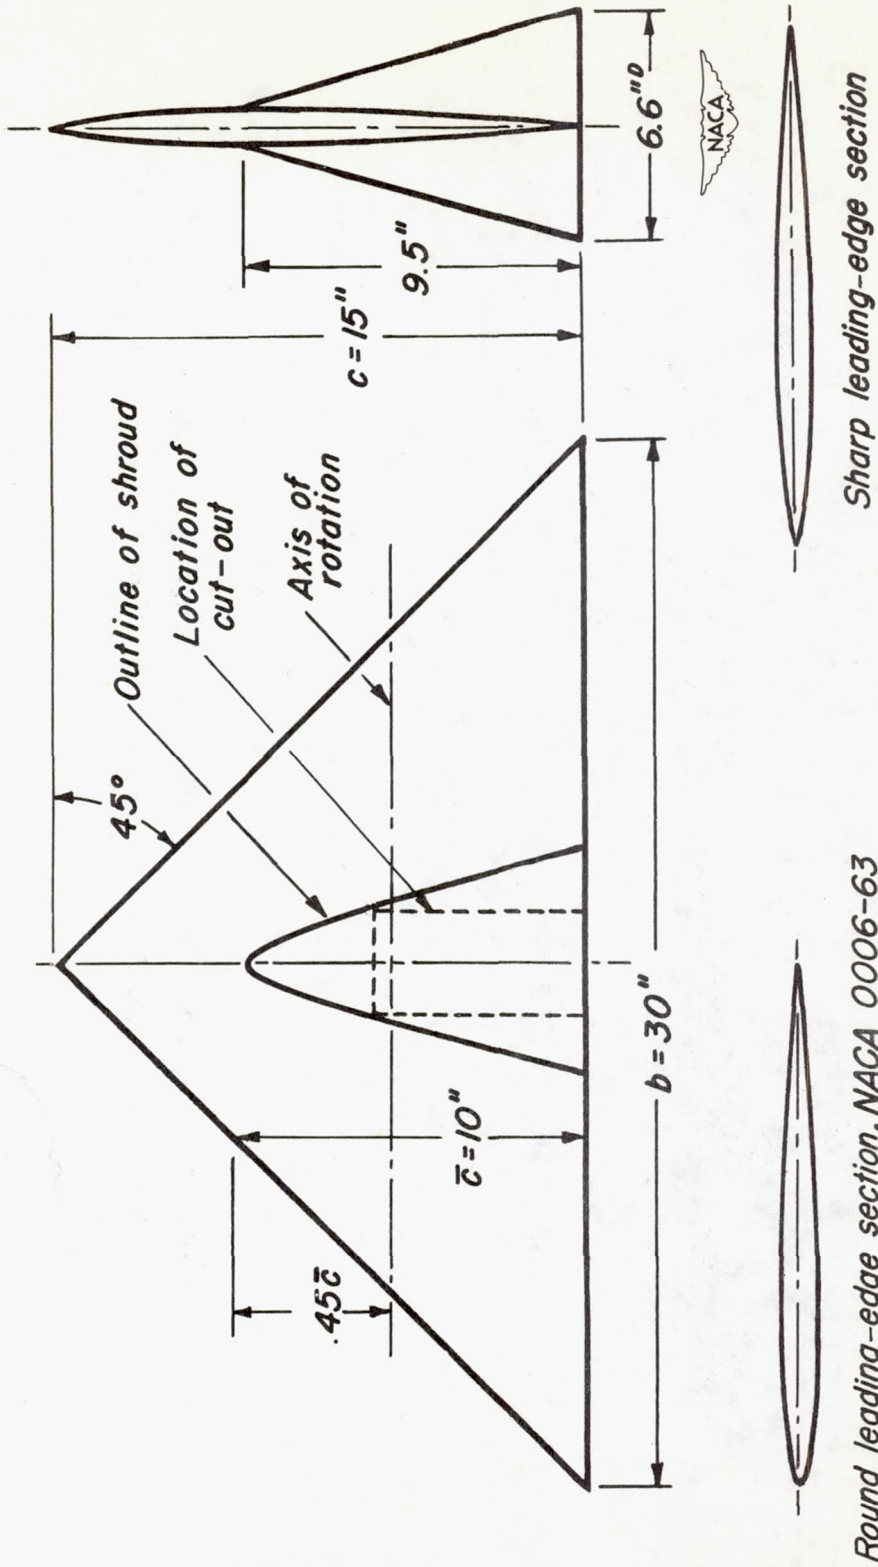 45°
Outline of shroud
Location of
cut-out
Axis of
rotation
.45c̅
c̅=10"
b=30"
c=15"
9.5"
6.6"D
NACA
Round leading-edge section, NACA 0006-63
Sharp leading-edge section